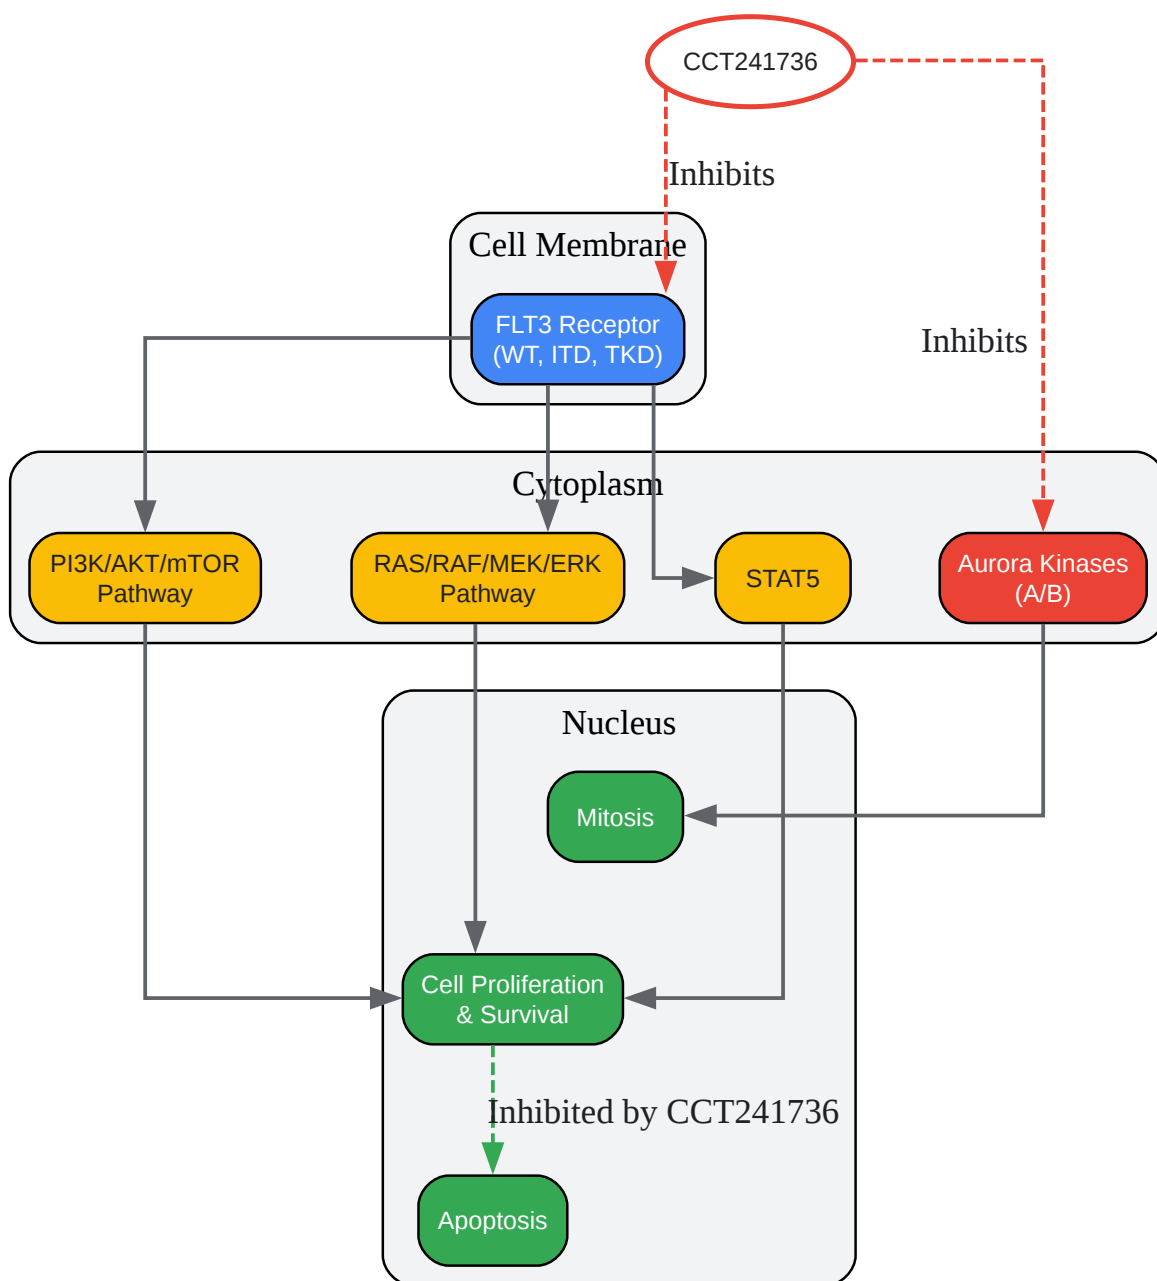 CCT241736
Inhibits
Cell Membrane
FLT3 Receptor
(WT, ITD, TKD)
Inhibits
Cytoplasm
PI3K/AKT/mTOR
Pathway
RAS/RAF/MEK/ERK
Pathway
STAT5
Aurora Kinases
(A/B)
Nucleus
Mitosis
Cell Proliferation
& Survival
Inhibited by CCT241736
Apoptosis